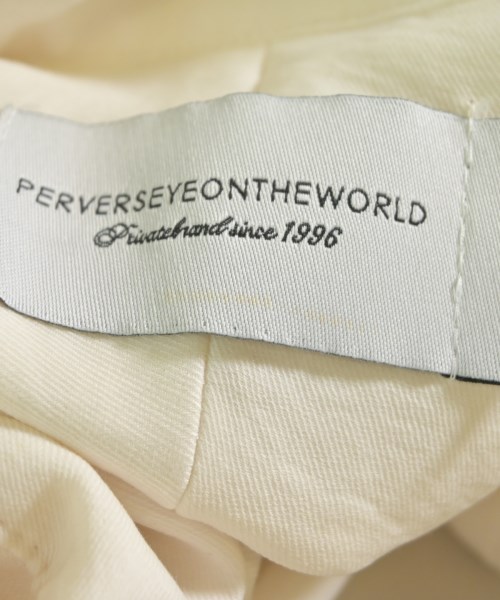 PERVERSEYEONTHEWORLD
Privatebrand since 1996